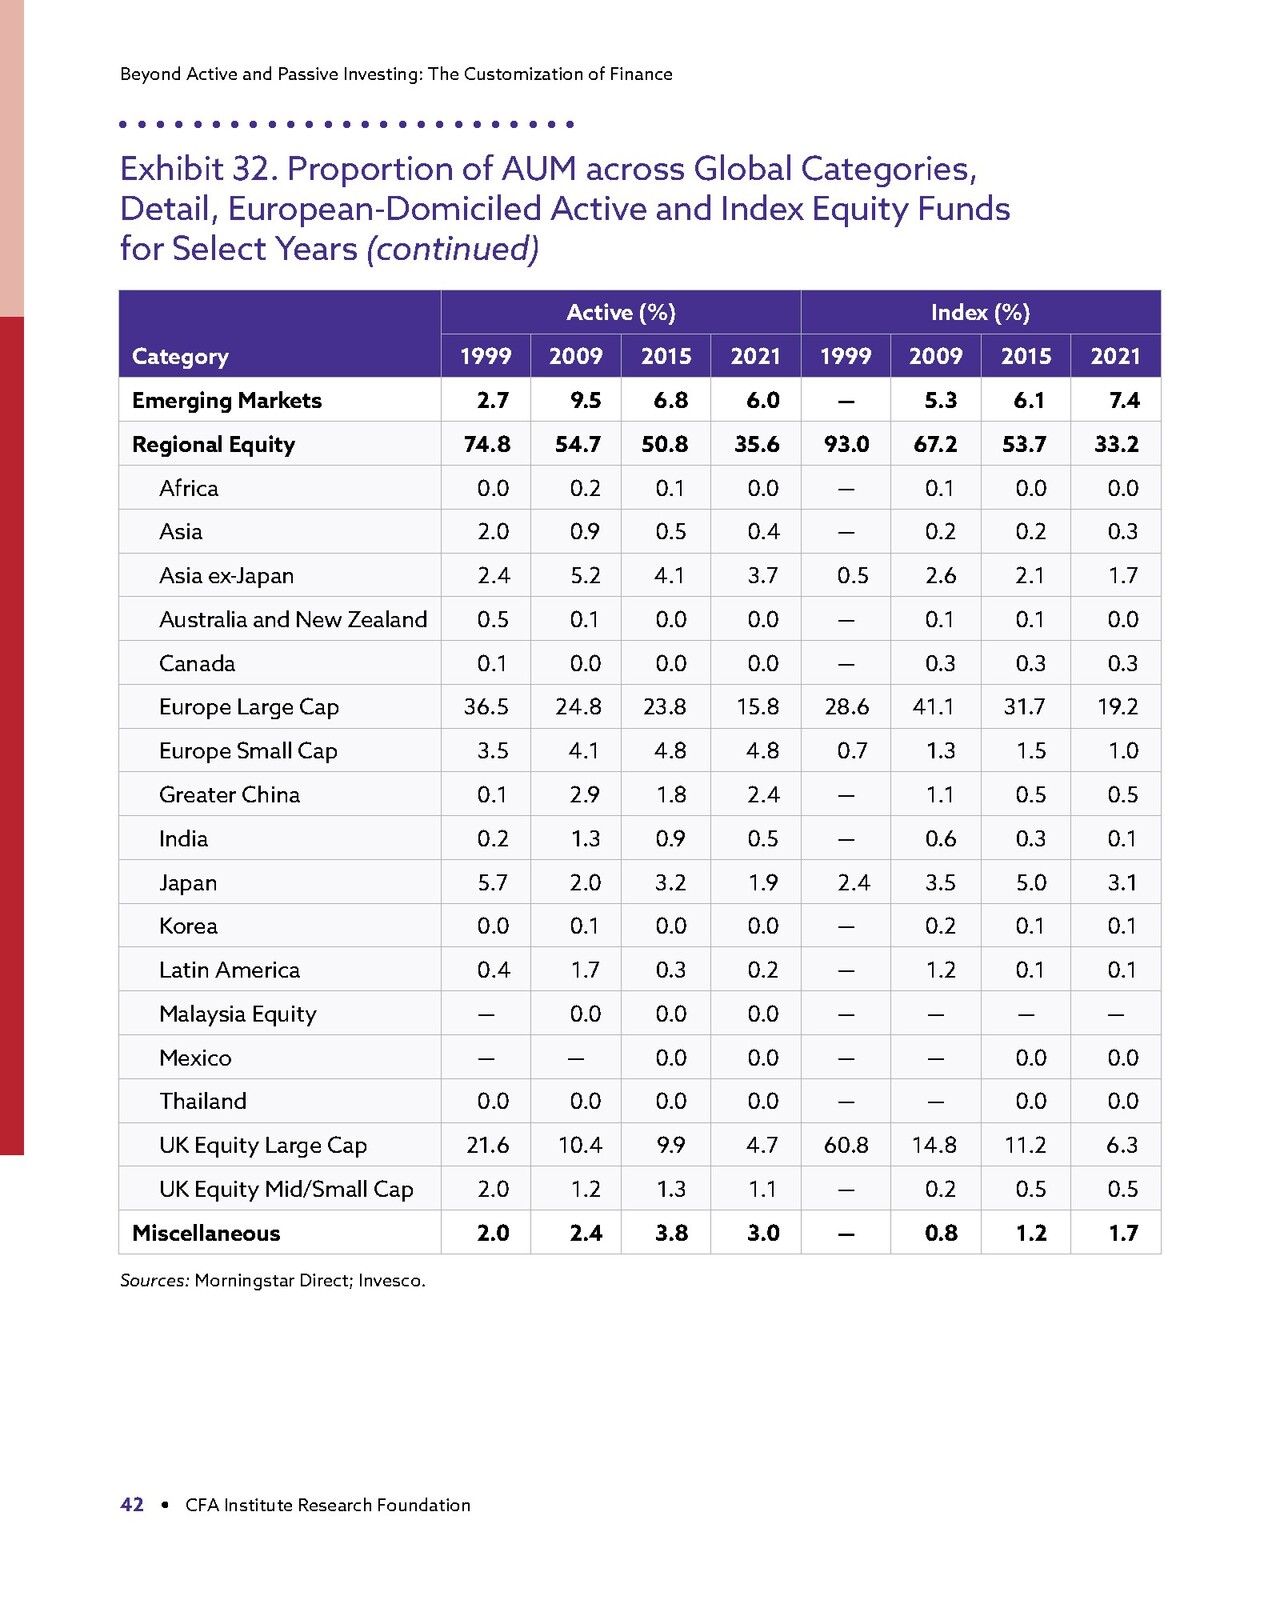 Beyond Active and Passive Investing: The Customization of Finance
Exhibit 32. Proportion of AUM across Global Categories,
Detail, European-Domiciled Active and Index Equity Funds
for Select Years (continued)
Active (%) Index (%)
Category 1999 2009 2015 2021 1999 2009 2015 2021
Emerging Markets 2.7 9.5 6.8 6.0 — 5.3 6.1 7.4
Regional Equity 74.8 54.7 50.8 35.6 93.0 67.2 53.7 33.2
Africa 0.0 0.2 0.1 0.0 — 0.1 0.0 0.0
Asia 2.0 0.9 0.5 0.4 — 0.2 0.2 0.3
Asia ex-Japan 2.4 5.2 4.1 3.7 0.5 2.6 2.1 1.7
Australia and New Zealand 0.5 0.1 0.0 0.0 — 0.1 0.1 0.0
Canada 0.1 0.0 0.0 0.0 — 0.3 0.3 0.3
Europe Large Cap 36.5 24.8 23.8 15.8 28.6 41.1 31.7 19.2
Europe Small Cap 3.5 4.1 4.8 4.8 0.7 1.3 1.5 1.0
Greater China 0.1 2.9 1.8 2.4 — 1.1 0.5 0.5
India 0.2 1.3 0.9 0.5 — 0.6 0.3 0.1
Japan 5.7 2.0 3.2 1.9 2.4 3.5 5.0 3.1
Korea 0.0 0.1 0.0 0.0 — 0.2 0.1 0.1
Latin America 0.4 1.7 0.3 0.2 — 1.2 0.1 0.1
Malaysia Equity — 0.0 0.0 0.0 — — — —
Mexico — — 0.0 0.0 — — 0.0 0.0
Thailand 0.0 0.0 0.0 0.0 — — 0.0 0.0
UK Equity Large Cap 21.6 10.4 9.9 4.7 60.8 14.8 11.2 6.3
UK Equity Mid/Small Cap 2.0 1.2 1.3 1.1 — 0.2 0.5 0.5
Miscellaneous 2.0 2.4 3.8 3.0 — 0.8 1.2 1.7
Sources: Morningstar Direct; Invesco.
42 • CFA Institute Research Foundation